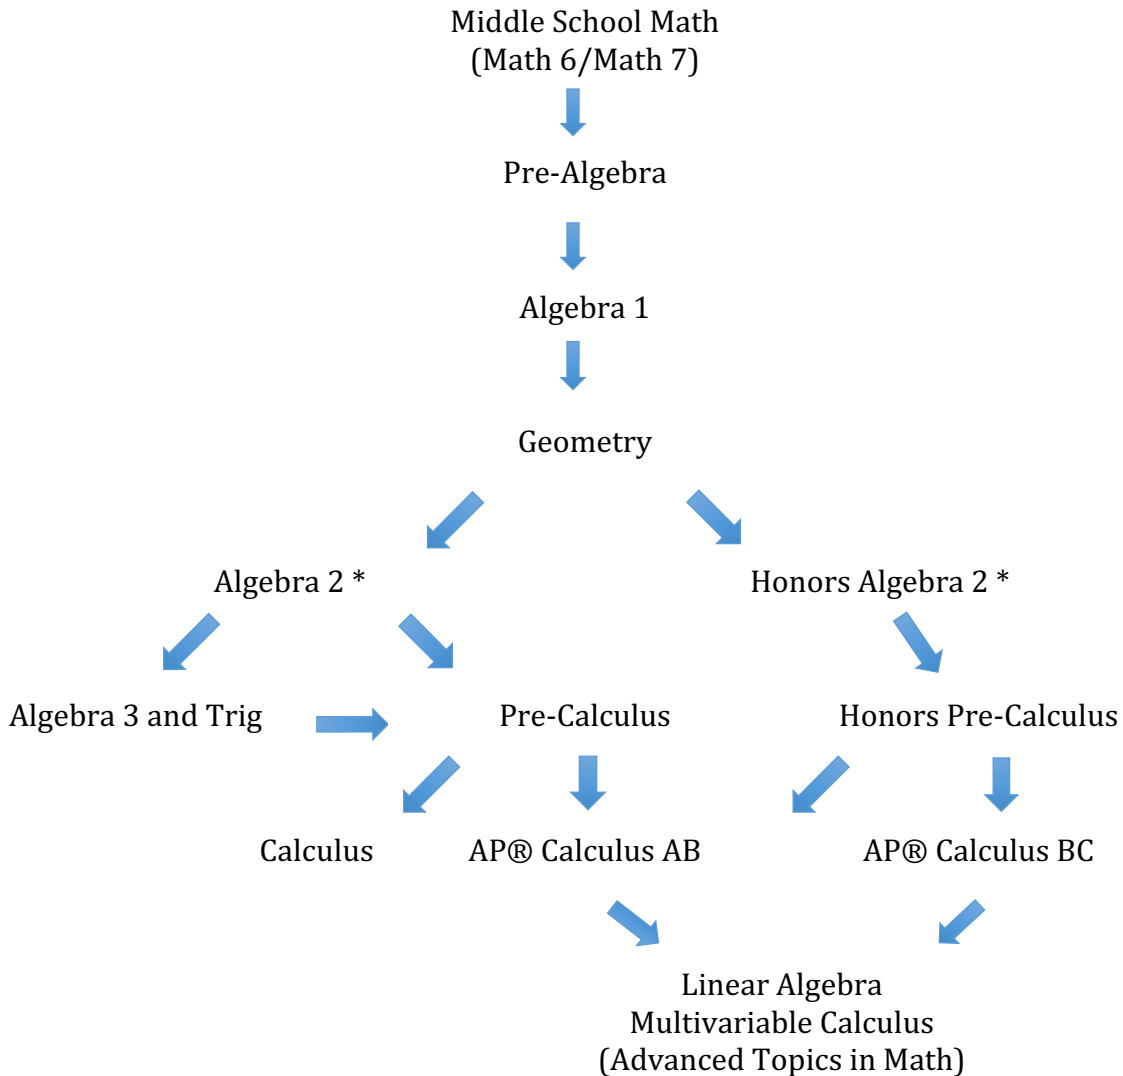 Middle School Math
(Math 6/Math 7)
Pre-Algebra
Algebra 1
Geometry
Algebra 2 *
Honors Algebra 2 *
Algebra 3 and Trig
Pre-Calculus
Honors Pre-Calculus
Calculus
AP® Calculus AB
AP® Calculus BC
Linear Algebra
Multivariable Calculus
(Advanced Topics in Math)